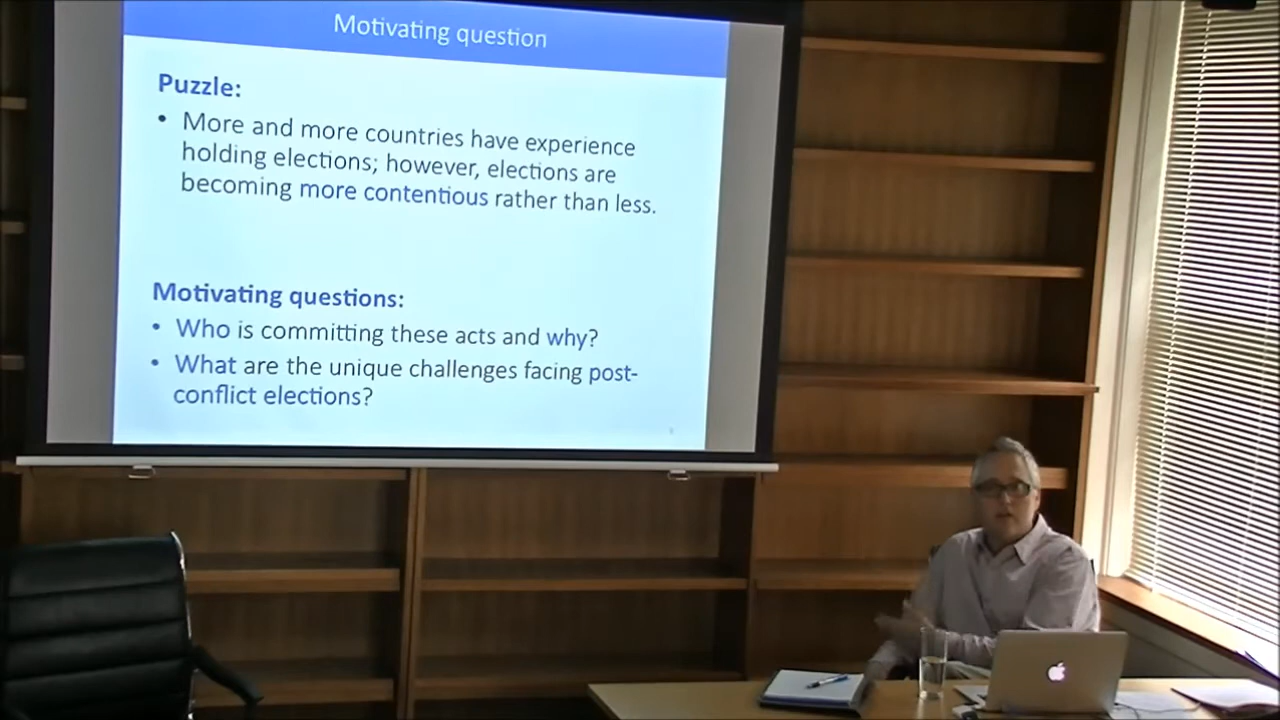 Motivating question
Puzzle:
• More and more countries have experience
holding elections; however, elections are
becoming more contentious rather than less.
Motivating questions:
• Who is committing these acts and why?
• What are the unique challenges facing post-
conflict elections?